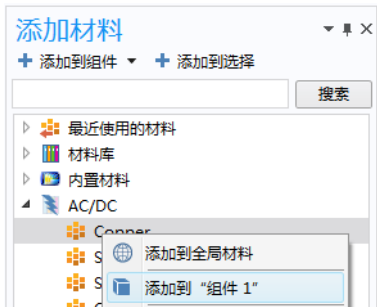 添加材料
添加到组件 添加到选择
搜索
最近使用的材料
材料库
内置材料
AC/DC
Copper
添加到全局材料
添加到“组件 1”